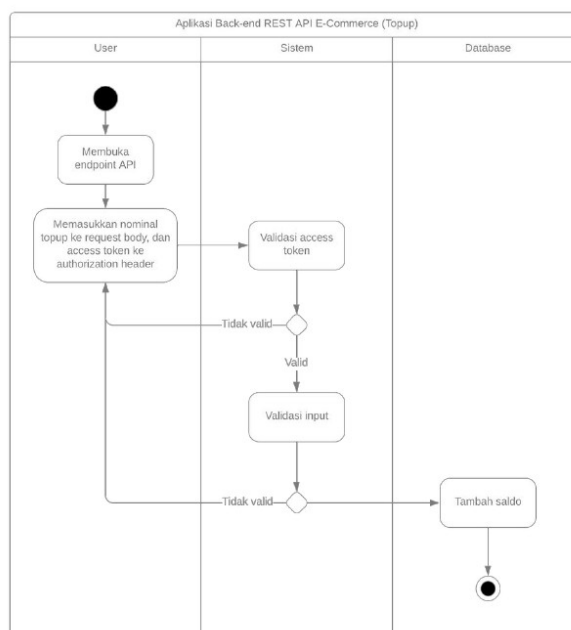 Aplikasi Back-end REST API E-Commerce (Topup)
User
Sistem
Database
Membuka
endpoint API
Memasukkan nominal
topup ke request body, dan
access token ke
authorization header
Validasi access
token
Tidak valid
Valid
Validasi input
Tidak valid
Tambah saldo